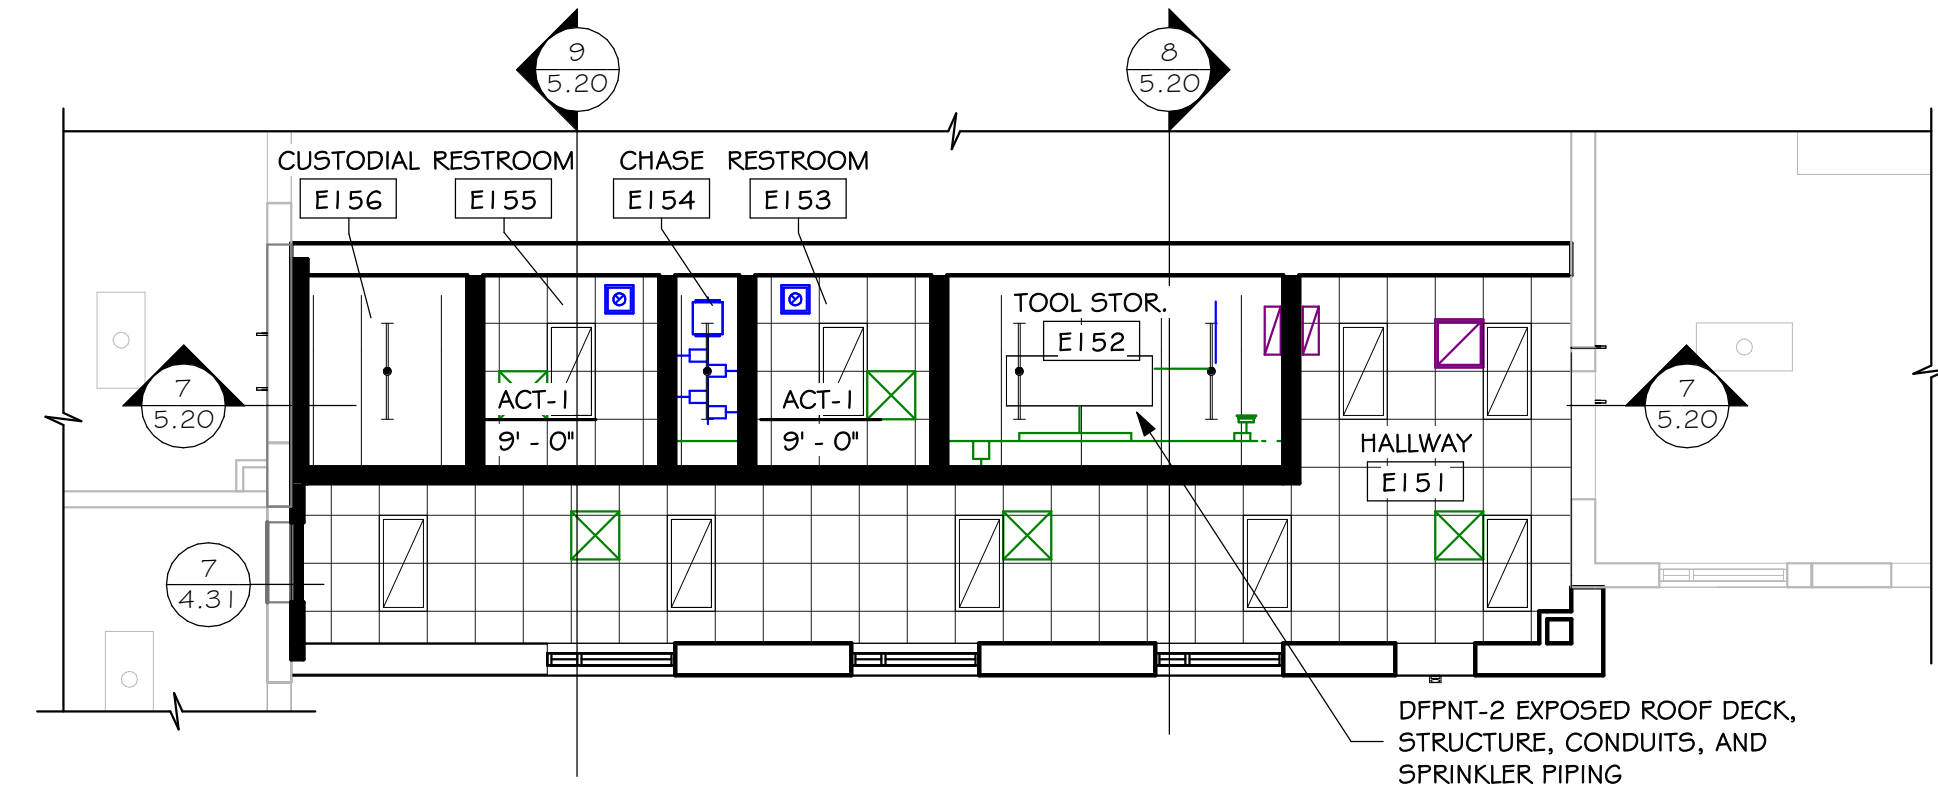 9
5.20
8
5.20
CUSTODIAL RESTROOM CHASE RESTROOM
E156 E155 E154 E153
TOOL STOR.
E152
7
5.20
7
5.20
ACT-1
9' - 0"
ACT-1
9' - 0"
HALLWAY
E151
7
4.31
DFPNT-2 EXPOSED ROOF DECK,
STRUCTURE, CONDUITS, AND
SPRINKLER PIPING